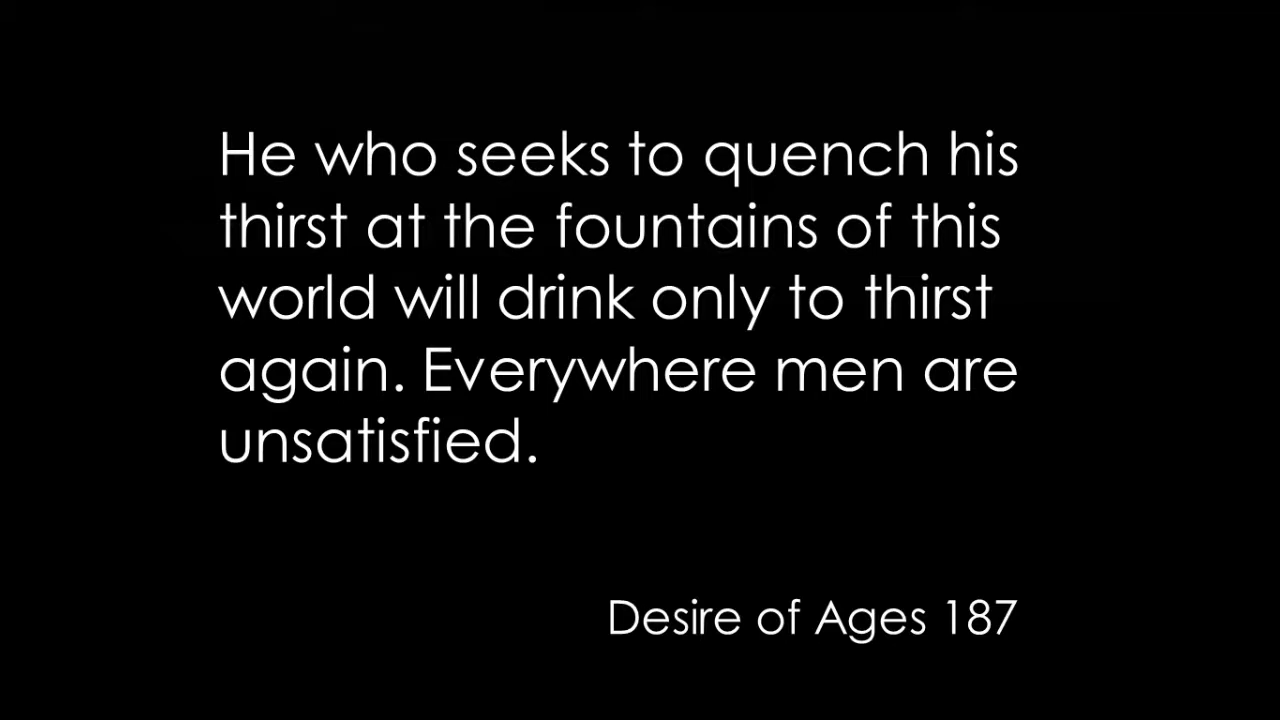 He who seeks to quench his
thirst at the fountains of this
world will drink only to thirst
again. Everywhere men are
unsatisfied.
Desire of Ages 187